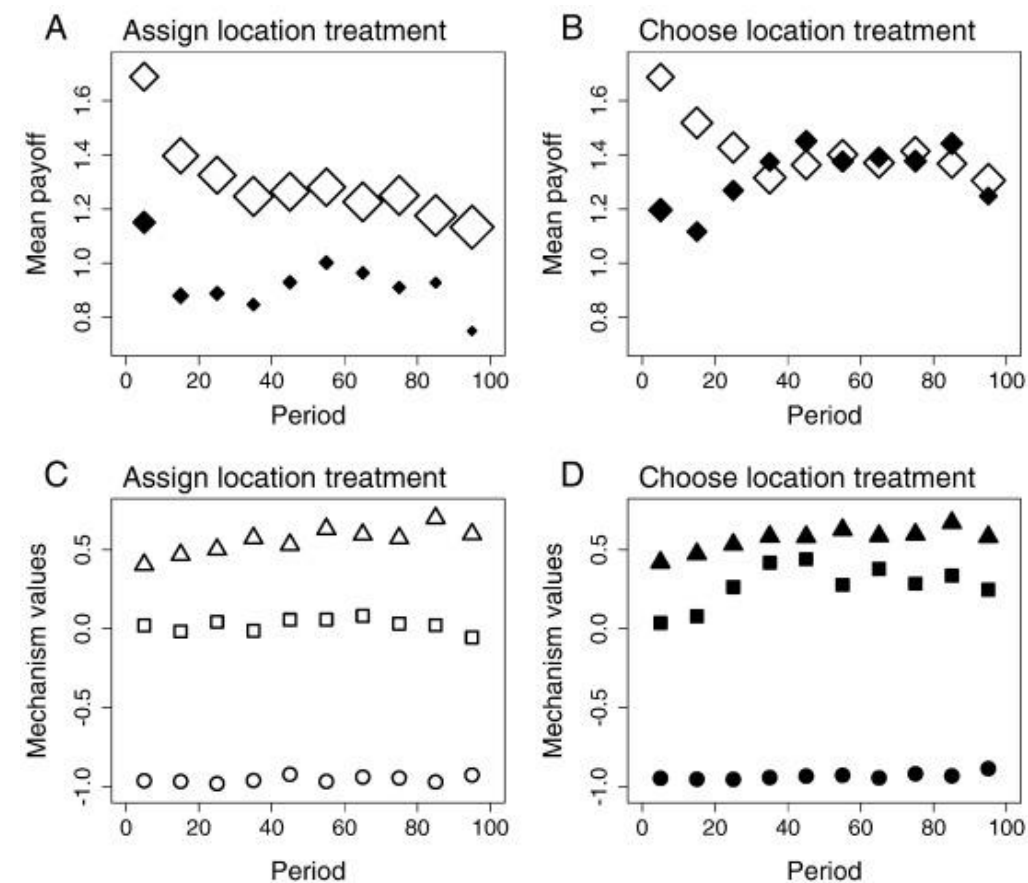 A Assign location treatment
Mean payoff
1.6
1.4
1.2
1.0
0.8
0 20 40 60 80 100
Period
B Choose location treatment
Mean payoff
1.6
1.4
1.2
1.0
0.8
0 20 40 60 80 100
Period
C Assign location treatment
Mechanism values
0.5
0.0
-0.5
-1.0
0 20 40 60 80 100
Period
D Choose location treatment
Mechanism values
0.5
0.0
-0.5
-1.0
0 20 40 60 80 100
Period